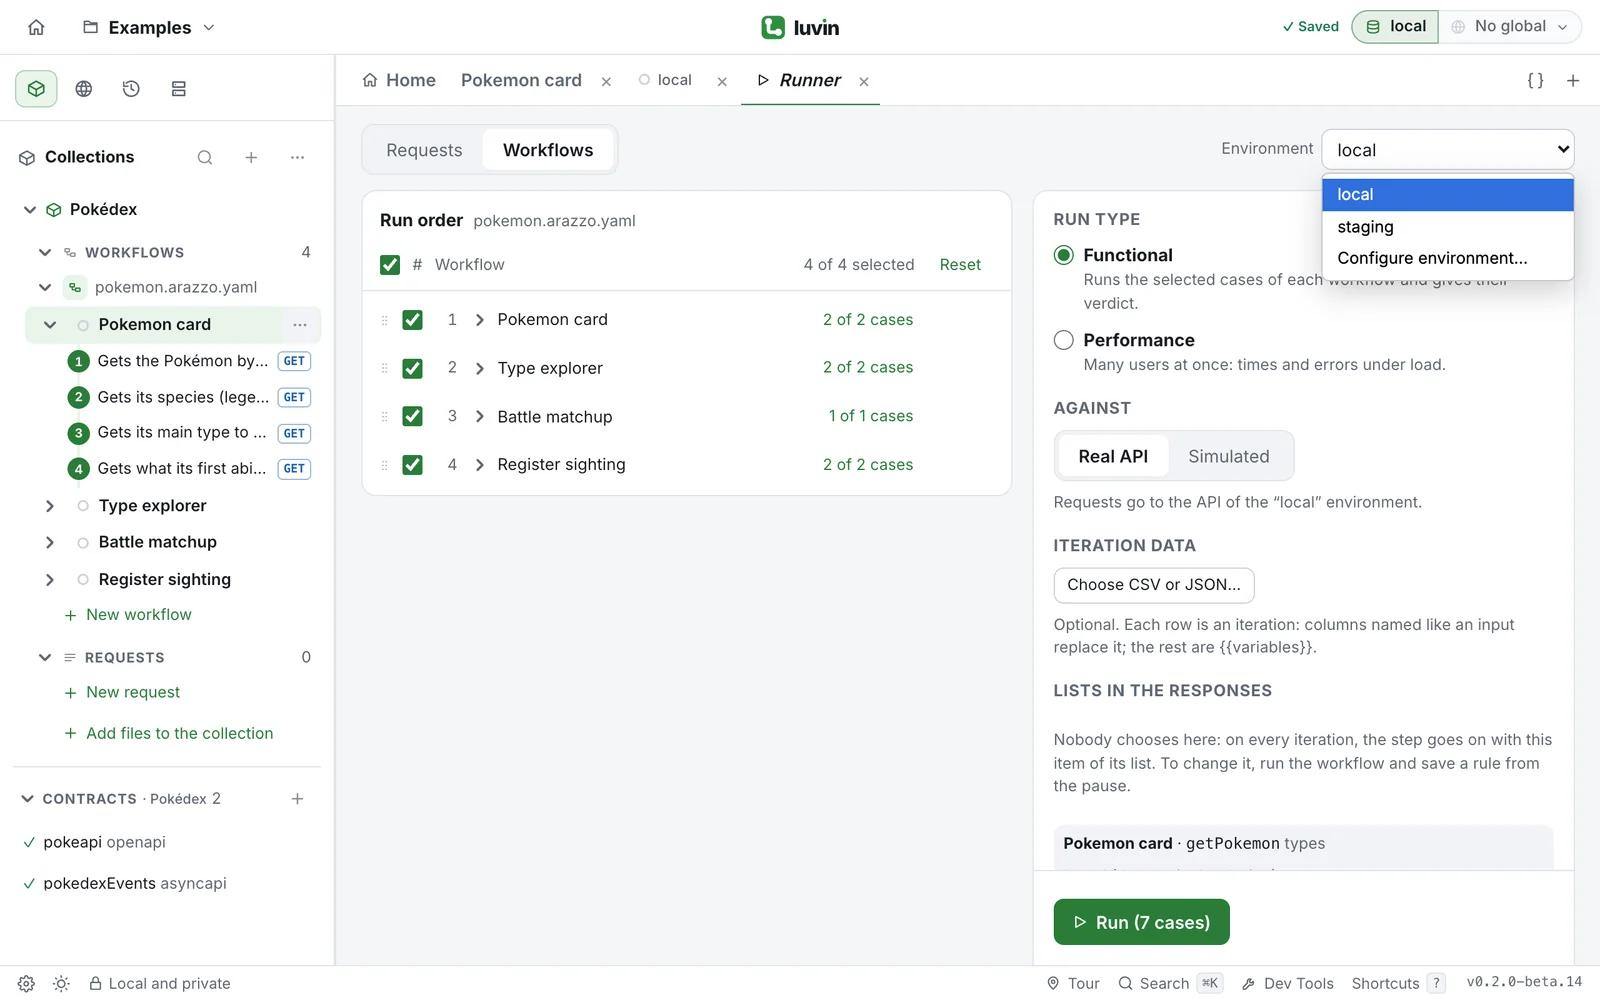 Examples
luvin
Saved
local
No global
Home
Pokemon card
local
Runner
{}
Collections
Pokédex
WORKFLOWS 4
pokemon.arazzo.yaml
Pokemon card
1 Gets the Pokémon by... GET
2 Gets its species (lege... GET
3 Gets its main type to ... GET
4 Gets what its first abi... GET
Type explorer
Battle matchup
Register sighting
+ New workflow
REQUESTS 0
+ New request
+ Add files to the collection
CONTRACTS · Pokédex 2
pokeapi openapi
pokedexEvents asyncapi
Requests
Workflows
Environment
local
local
staging
Configure environment...
Run order pokemon.arazzo.yaml
# Workflow 4 of 4 selected Reset
1 Pokemon card 2 of 2 cases
2 Type explorer 2 of 2 cases
3 Battle matchup 1 of 1 cases
4 Register sighting 2 of 2 cases
RUN TYPE
Functional
Runs the selected cases of each workflow and gives their
verdict.
Performance
Many users at once: times and errors under load.
AGAINST
Real API
Simulated
Requests go to the API of the “local” environment.
ITERATION DATA
Choose CSV or JSON...
Optional. Each row is an iteration: columns named like an input
replace it; the rest are {{variables}}.
LISTS IN THE RESPONSES
Nobody chooses here: on every iteration, the step goes on with this
item of its list. To change it, run the workflow and save a rule from
the pause.
Pokemon card · getPokemon types
Run (7 cases)
Local and private
Tour
Search ⌘K
Dev Tools
Shortcuts ?
v0.2.0-beta.14